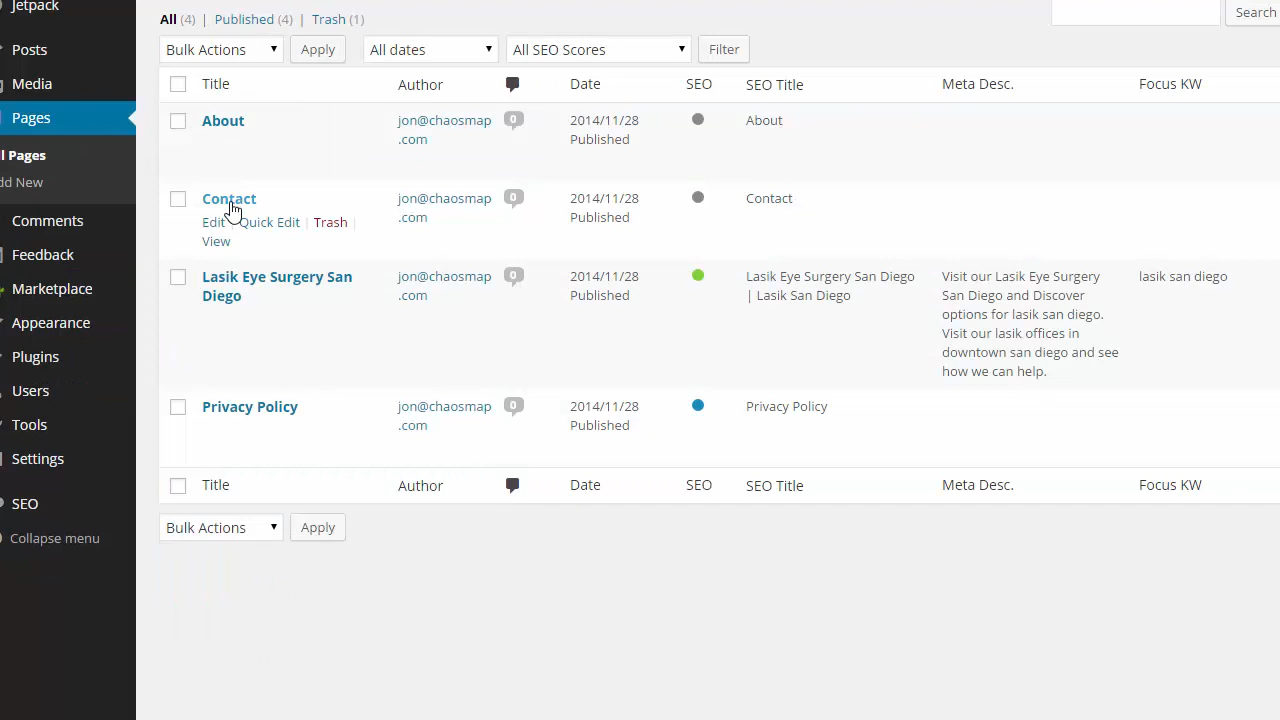 Jetpack
Posts
Media
Pages
ll Pages
dd New
Comments
Feedback
Marketplace
Appearance
Plugins
Users
Tools
Settings
SEO
Collapse menu
All (4) | Published (4) | Trash (1)
Search
Bulk Actions Apply All dates All SEO Scores Filter
Title Author Date SEO SEO Title Meta Desc. Focus KW
About jon@chaosmap 0 2014/11/28 About
.com Published
Contact jon@chaosmap 0 2014/11/28 Contact
.com Published
Edit Quick Edit | Trash |
View
Lasik Eye Surgery San jon@chaosmap 0 2014/11/28 Lasik Eye Surgery San Diego Visit our Lasik Eye Surgery lasik san diego
Diego .com Published | Lasik San Diego San Diego and Discover
options for lasik san diego.
Visit our lasik offices in
downtown san diego and see
how we can help.
Privacy Policy jon@chaosmap 0 2014/11/28 Privacy Policy
.com Published
Title Author Date SEO SEO Title Meta Desc. Focus KW
Bulk Actions Apply